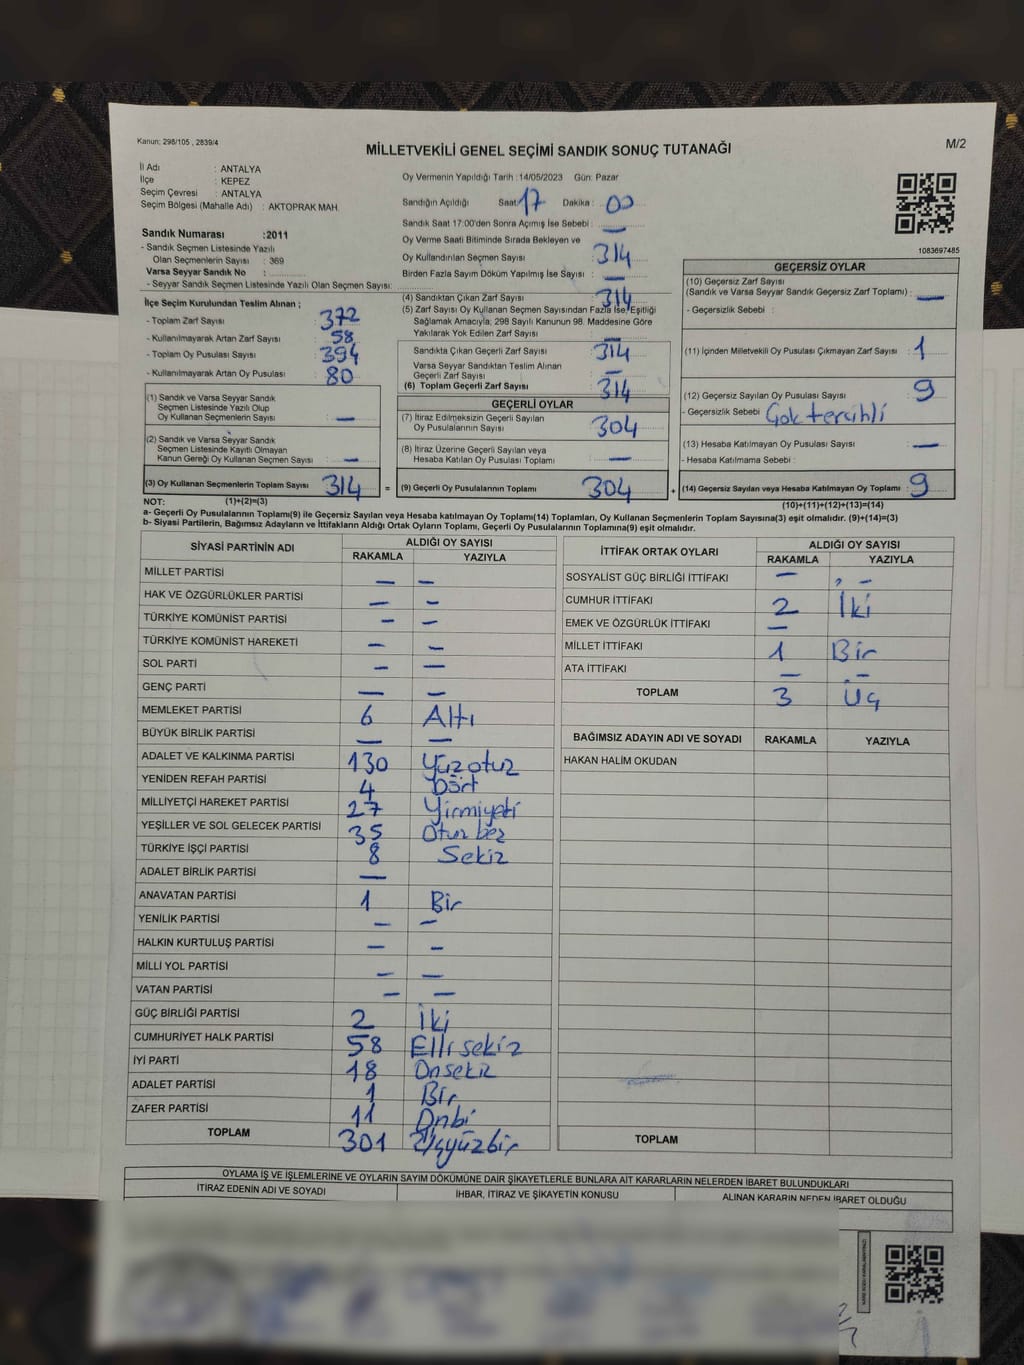 Kanun: 298/105 , 2839/4
MİLLETVEKİLİ GENEL SEÇİMİ SANDIK SONUÇ TUTANAĞI
M/2
İl Adı : ANTALYA
İlçe : KEPEZ
Seçim Çevresi : ANTALYA
Seçim Bölgesi (Mahalle Adı) : AKTOPRAK MAH.
Oy Vermenin Yapıldığı Tarih :14/05/2023 Gün: Pazar
Sandığın Açıldığı Saat: 17 Dakika : 00
Sandık Saat 17:00'den Sonra Açımış İse Sebebi : —
Oy Verme Saati Bitiminde Sırada Bekleyen ve
Oy Kullandırılan Seçmen Sayısı : 314
Birden Fazla Sayım Döküm Yapılmış İse Sayısı : —
1083697485
Sandık Numarası :2011
- Sandık Seçmen Listesinde Yazılı
Olan Seçmenlerin Sayısı : 369
Varsa Seyyar Sandık No :
- Seyyar Sandık Seçmen Listesinde Yazılı Olan Seçmen Sayısı:
İlçe Seçim Kurulundan Teslim Alınan ;
- Toplam Zarf Sayısı : 372
- Kullanılmayarak Artan Zarf Sayısı : 58
- Toplam Oy Pusulası Sayısı : 394
- Kullanılmayarak Artan Oy Pusulası : 80
(1) Sandık ve Varsa Seyyar Sandık
Seçmen Listesinde Yazılı Olup
Oy Kullanan Seçmenlerin Sayısı : —
(2) Sandık ve Varsa Seyyar Sandık
Seçmen Listesinde Kayıtlı Olmayan
Kanun Gereği Oy Kullanan Seçmen Sayısı : —
(3) Oy Kullanan Seçmenlerin Toplam Sayısı : 314 =
(4) Sandıktan Çıkan Zarf Sayısı : 314
(5) Zarf Sayısı Oy Kullanan Seçmen Sayısından Fazla İse, Eşitliği
Sağlamak Amacıyla, 298 Sayılı Kanunun 98. Maddesine Göre
Yakılarak Yok Edilen Zarf Sayısı : —
Sandıkta Çıkan Geçerli Zarf Sayısı : 314
Varsa Seyyar Sandıktan Teslim Alınan
Geçerli Zarf Sayısı : —
(6) Toplam Geçerli Zarf Sayısı : 314
GEÇERLİ OYLAR
(7) İtiraz Edilmeksizin Geçerli Sayılan
Oy Pusulalarının Sayısı : 304
(8) İtiraz Üzerine Geçerli Sayılan veya
Hesaba Katılan Oy Pusulası Toplamı : —
(9) Geçerli Oy Pusulalarının Toplamı : 304 +
GEÇERSİZ OYLAR
(10) Geçersiz Zarf Sayısı
(Sandık ve Varsa Seyyar Sandık Geçersiz Zarf Toplamı) : —
- Geçersizlik Sebebi :
(11) İçinden Milletvekili Oy Pusulası Çıkmayan Zarf Sayısı : 1
(12) Geçersiz Sayılan Oy Pusulası Sayısı : 9
- Geçersizlik Sebebi : Çok tercihli
(13) Hesaba Katılmayan Oy Pusulası Sayısı : —
- Hesaba Katılmama Sebebi :
(14) Geçersiz Sayılan veya Hesaba Katılmayan Oy Toplamı : 9
NOT: (1)+(2)=(3)
(10)+(11)+(12)+(13)=(14)
a- Geçerli Oy Pusulalarının Toplamı(9) ile Geçersiz Sayılan veya Hesaba katılmayan Oy Toplamı(14) Toplamları, Oy Kullanan Seçmenlerin Toplam Sayısına(3) eşit olmalıdır. (9)+(14)=(3)
b- Siyasi Partilerin, Bağımsız Adayların ve İttifakların Aldığı Ortak Oyların Toplamı, Geçerli Oy Pusulalarının Toplamına(9) eşit olmalıdır.
SİYASİ PARTİNİN ADI ALDIĞI OY SAYISI
RAKAMLA YAZIYLA
MİLLET PARTİSİ — —
HAK VE ÖZGÜRLÜKLER PARTİSİ — —
TÜRKİYE KOMÜNİST PARTİSİ — —
TÜRKİYE KOMÜNİST HAREKETİ — —
SOL PARTİ — —
GENÇ PARTİ — —
MEMLEKET PARTİSİ 6 Altı
BÜYÜK BİRLİK PARTİSİ — —
ADALET VE KALKINMA PARTİSİ 130 Yüzotuz
YENİDEN REFAH PARTİSİ 4 Dört
MİLLİYETÇİ HAREKET PARTİSİ 27 Yirmiyeti
YEŞİLLER VE SOL GELECEK PARTİSİ 35 Otuz beş
TÜRKİYE İŞÇİ PARTİSİ 8 Sekiz
ADALET BİRLİK PARTİSİ —
ANAVATAN PARTİSİ 1 Bir
YENİLİK PARTİSİ — —
HALKIN KURTULUŞ PARTİSİ — —
MİLLİ YOL PARTİSİ — —
VATAN PARTİSİ — —
GÜÇ BİRLİĞİ PARTİSİ 2 İki
CUMHURİYET HALK PARTİSİ 58 Elli sekiz
İYİ PARTİ 18 Onsekiz
ADALET PARTİSİ 1 Bir
ZAFER PARTİSİ 11 Onbi
TOPLAM 301 Üçyüzbir
İTTİFAK ORTAK OYLARI ALDIĞI OY SAYISI
RAKAMLA YAZIYLA
SOSYALİST GÜÇ BİRLİĞİ İTTİFAKI — —
CUMHUR İTTİFAKI 2 İki
EMEK VE ÖZGÜRLÜK İTTİFAKI —
MİLLET İTTİFAKI 1 Bir
ATA İTTİFAKI — —
TOPLAM 3 Üç
BAĞIMSIZ ADAYIN ADI VE SOYADI RAKAMLA YAZIYLA
HAKAN HALİM OKUDAN
TOPLAM
OYLAMA İŞ VE İŞLEMLERİNE VE OYLARIN SAYIM DÖKÜMÜNE DAİR ŞİKAYETLERLE BUNLARA AİT KARARLARIN NELERDEN İBARET BULUNDUKLARI
İTİRAZ EDENİN ADI VE SOYADI İHBAR, İTİRAZ VE ŞİKAYETİN KONUSU ALINAN KARARIN NEDEN İBARET OLDUĞU